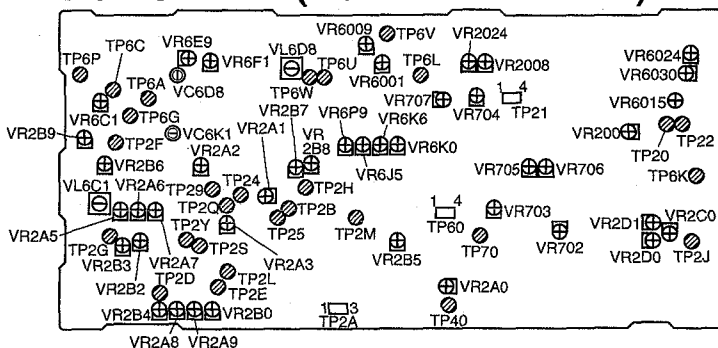 VR6009 TP6V
TP6C VR6E9 VL6D8 VR2024 VR6024
TP6P VR6F1 TP6U TP6L VR2008 VR6030
TP6A VC6D8 TP6W VR6001
VR707 1 4 VR6015
VR6C1 TP6G VR2B7 VR6P9 VR6K6 VR704 TP21
VR2B9 VC6K1 VR2A1 VR200
TP2F VR2A2 VR 2B8 VR6K0 TP20 TP22
VR2B6 VR6J5 VR705 VR706
VL6C1 VR2A6 TP29 TP24 TP2H TP6K
TP2Q TP2B 1 4 VR703 VR2D1 VR2C0
VR2A5 TP2Y TP25 TP2M TP60
TP2G TP2S VR702
VR2B3 VR2A7 VR2A3 VR2B5 TP70 VR2D0 TP2J
VR2B2 TP2L
TP2D TP2E VR2A0
VR2B4 VR2B0 1 3
TP2A TP40
VR2A8 VR2A9